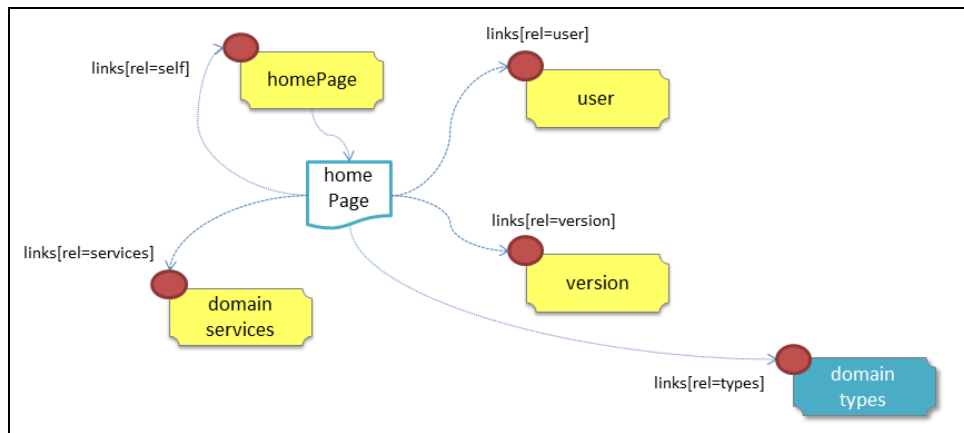 links[rel=user]
links[rel=self]
homePage
user
home
Page
links[rel=version]
links[rel=services]
version
domain
services
links[rel=types]
domain
types